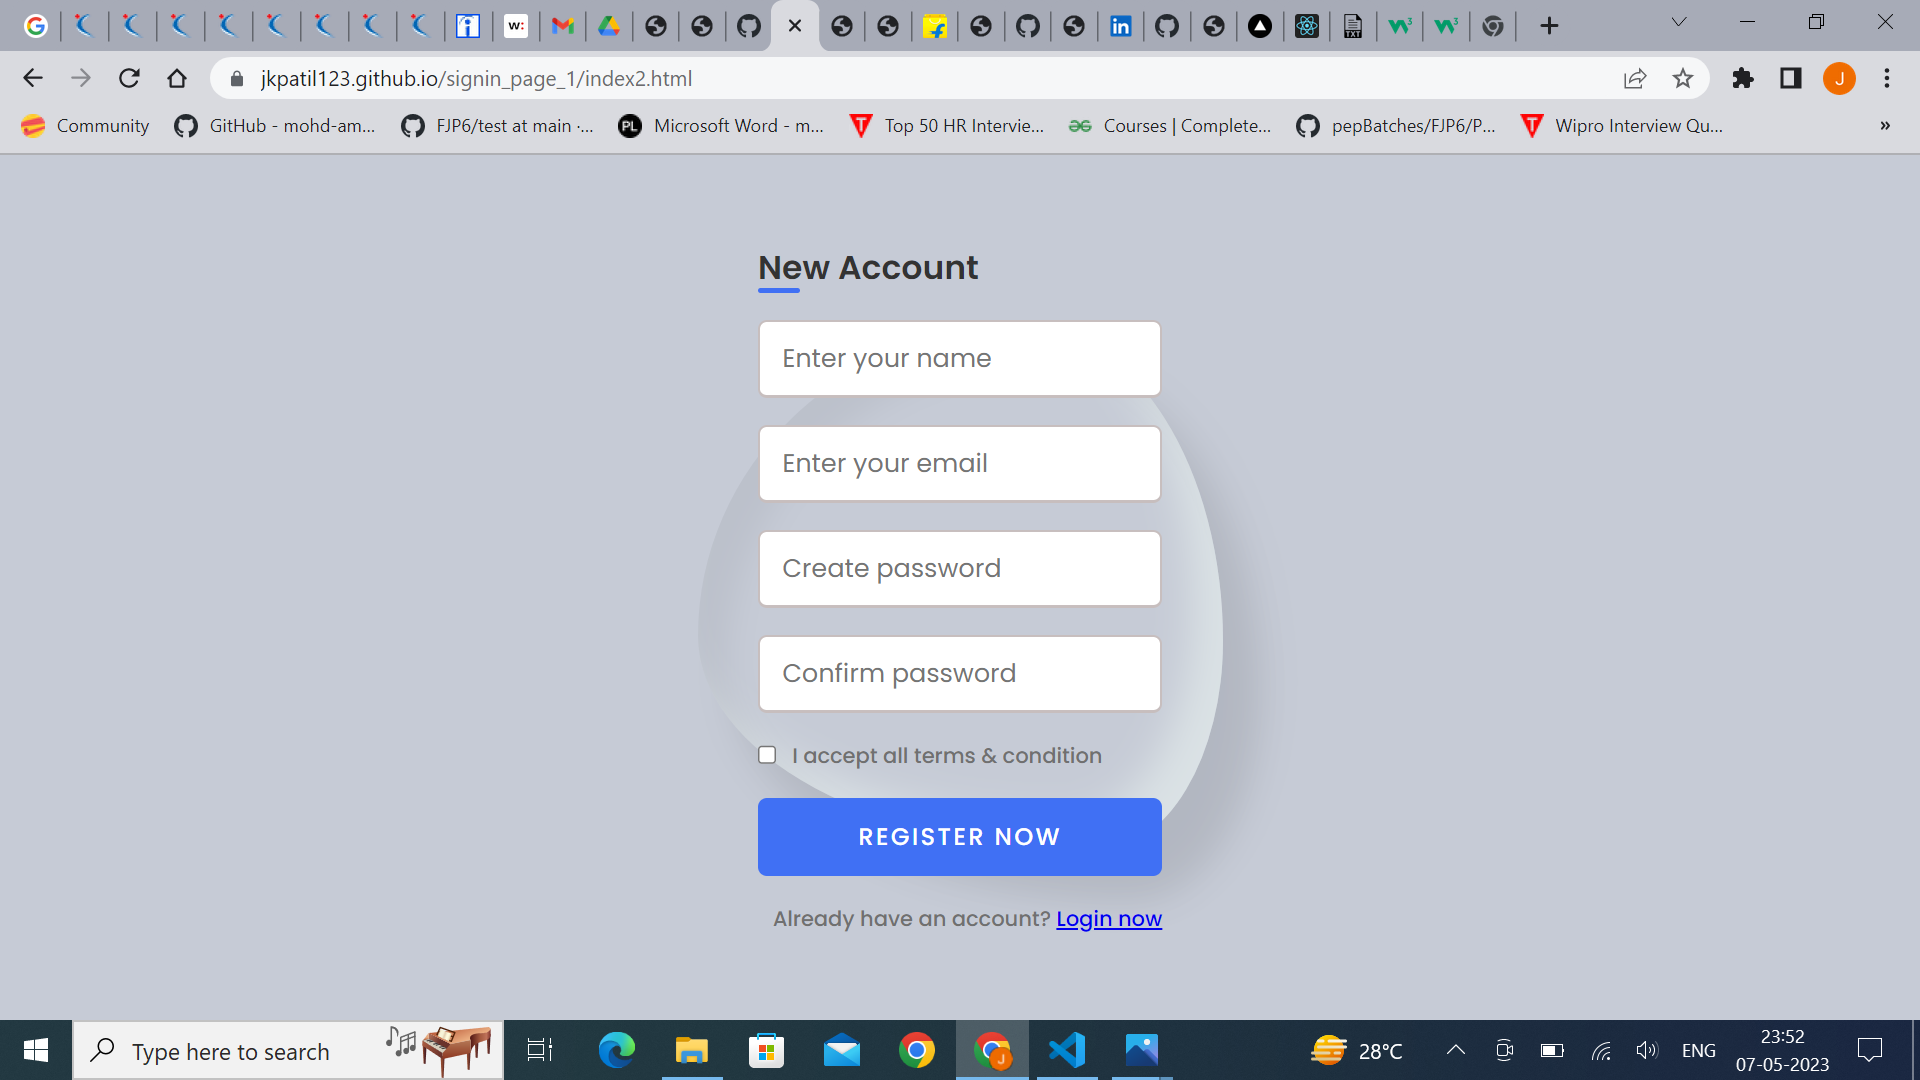 w:
in
TXT
jkpatil123.github.io/signin_page_1/index2.html
J
Community
GitHub - mohd-am...
FJP6/test at main ·...
PL
Microsoft Word - m...
T
Top 50 HR Intervie...
Courses | Complete...
pepBatches/FJP6/P...
T
Wipro Interview Qu...
»
New Account
Enter your name
Enter your email
Create password
Confirm password
I accept all terms & condition
REGISTER NOW
Already have an account? Login now
Type here to search
J
28°C
ENG
23:52
07-05-2023